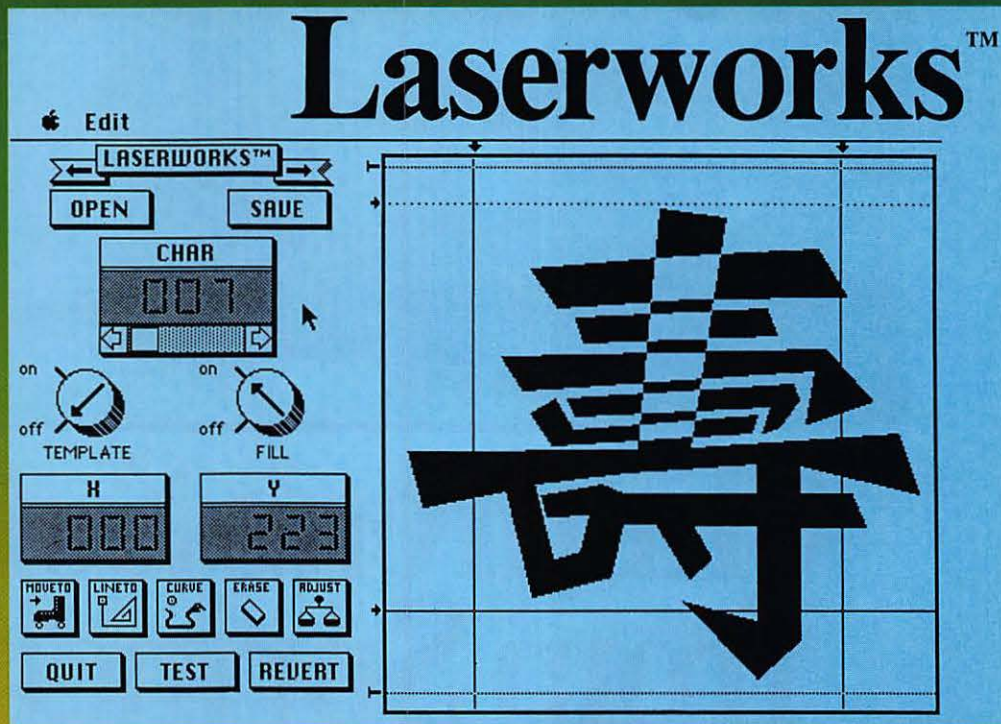 Laserworks™
Edit
LASERWORKS™
OPEN SAVE
CHAR
007
on on
off off
TEMPLATE FILL
X Y
000 223
MOVETO LINETO CURVE ERASE ADJUST
QUIT TEST REVERT
壽